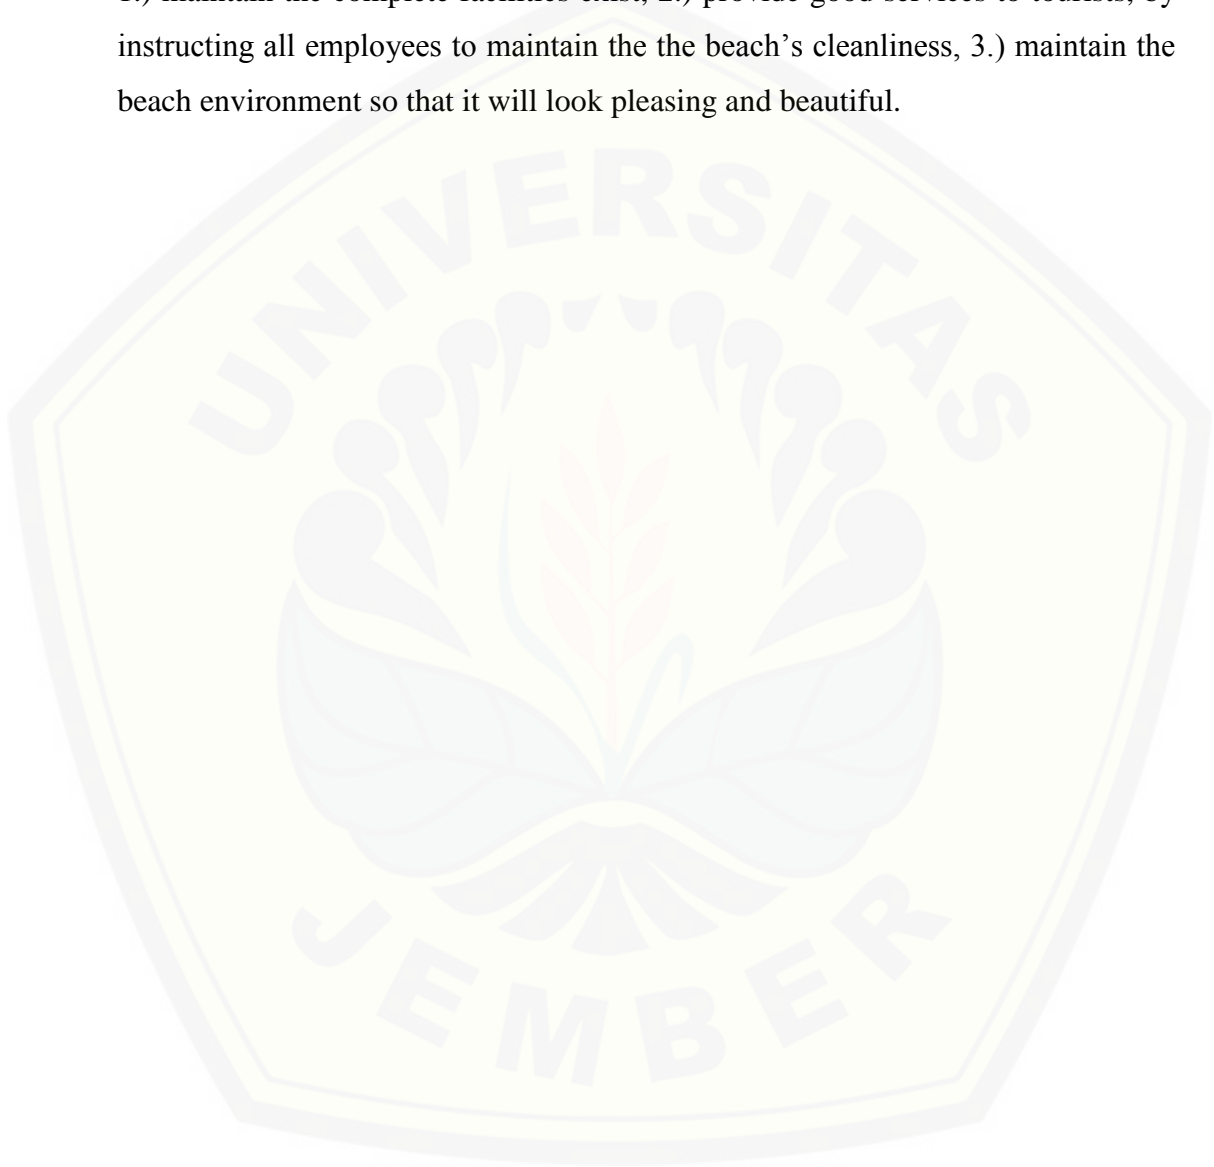 1.) maintain the complete facilities exist, 2.) provide good services to tourists, by
instructing all employees to maintain the the beach’s cleanliness, 3.) maintain the
beach environment so that it will look pleasing and beautiful.
UNIVERSITAS
JEMBER